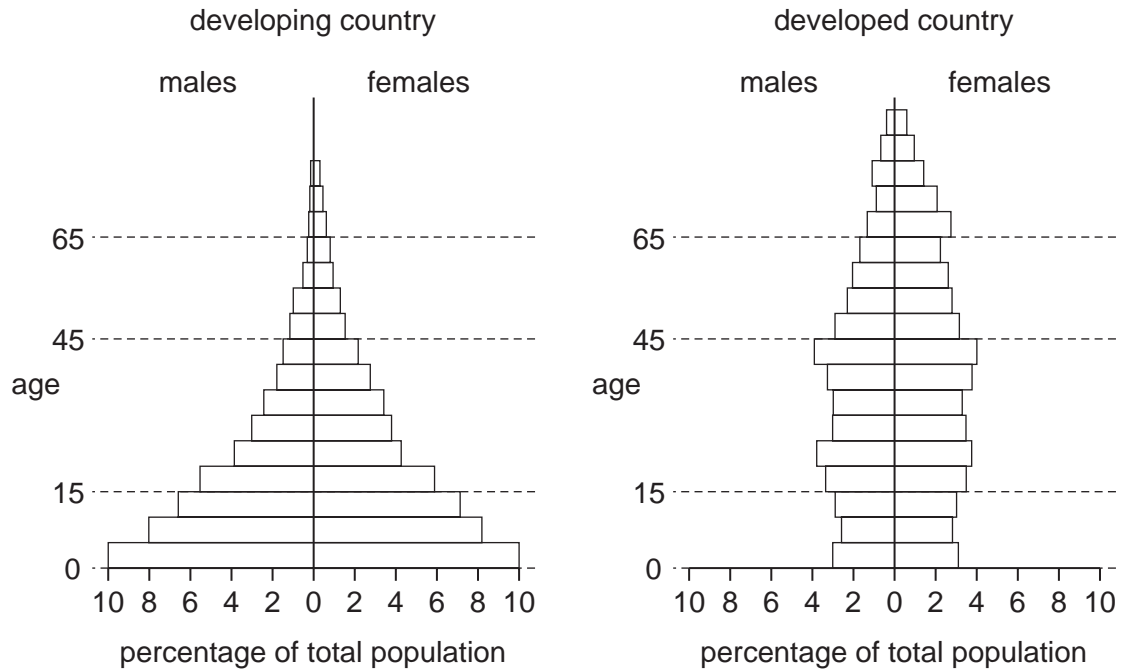 developing country
males females
65
45
age
15
0
10 8 6 4 2 0 2 4 6 8 10
percentage of total population
developed country
males females
65
45
age
15
0
10 8 6 4 2 0 2 4 6 8 10
percentage of total population